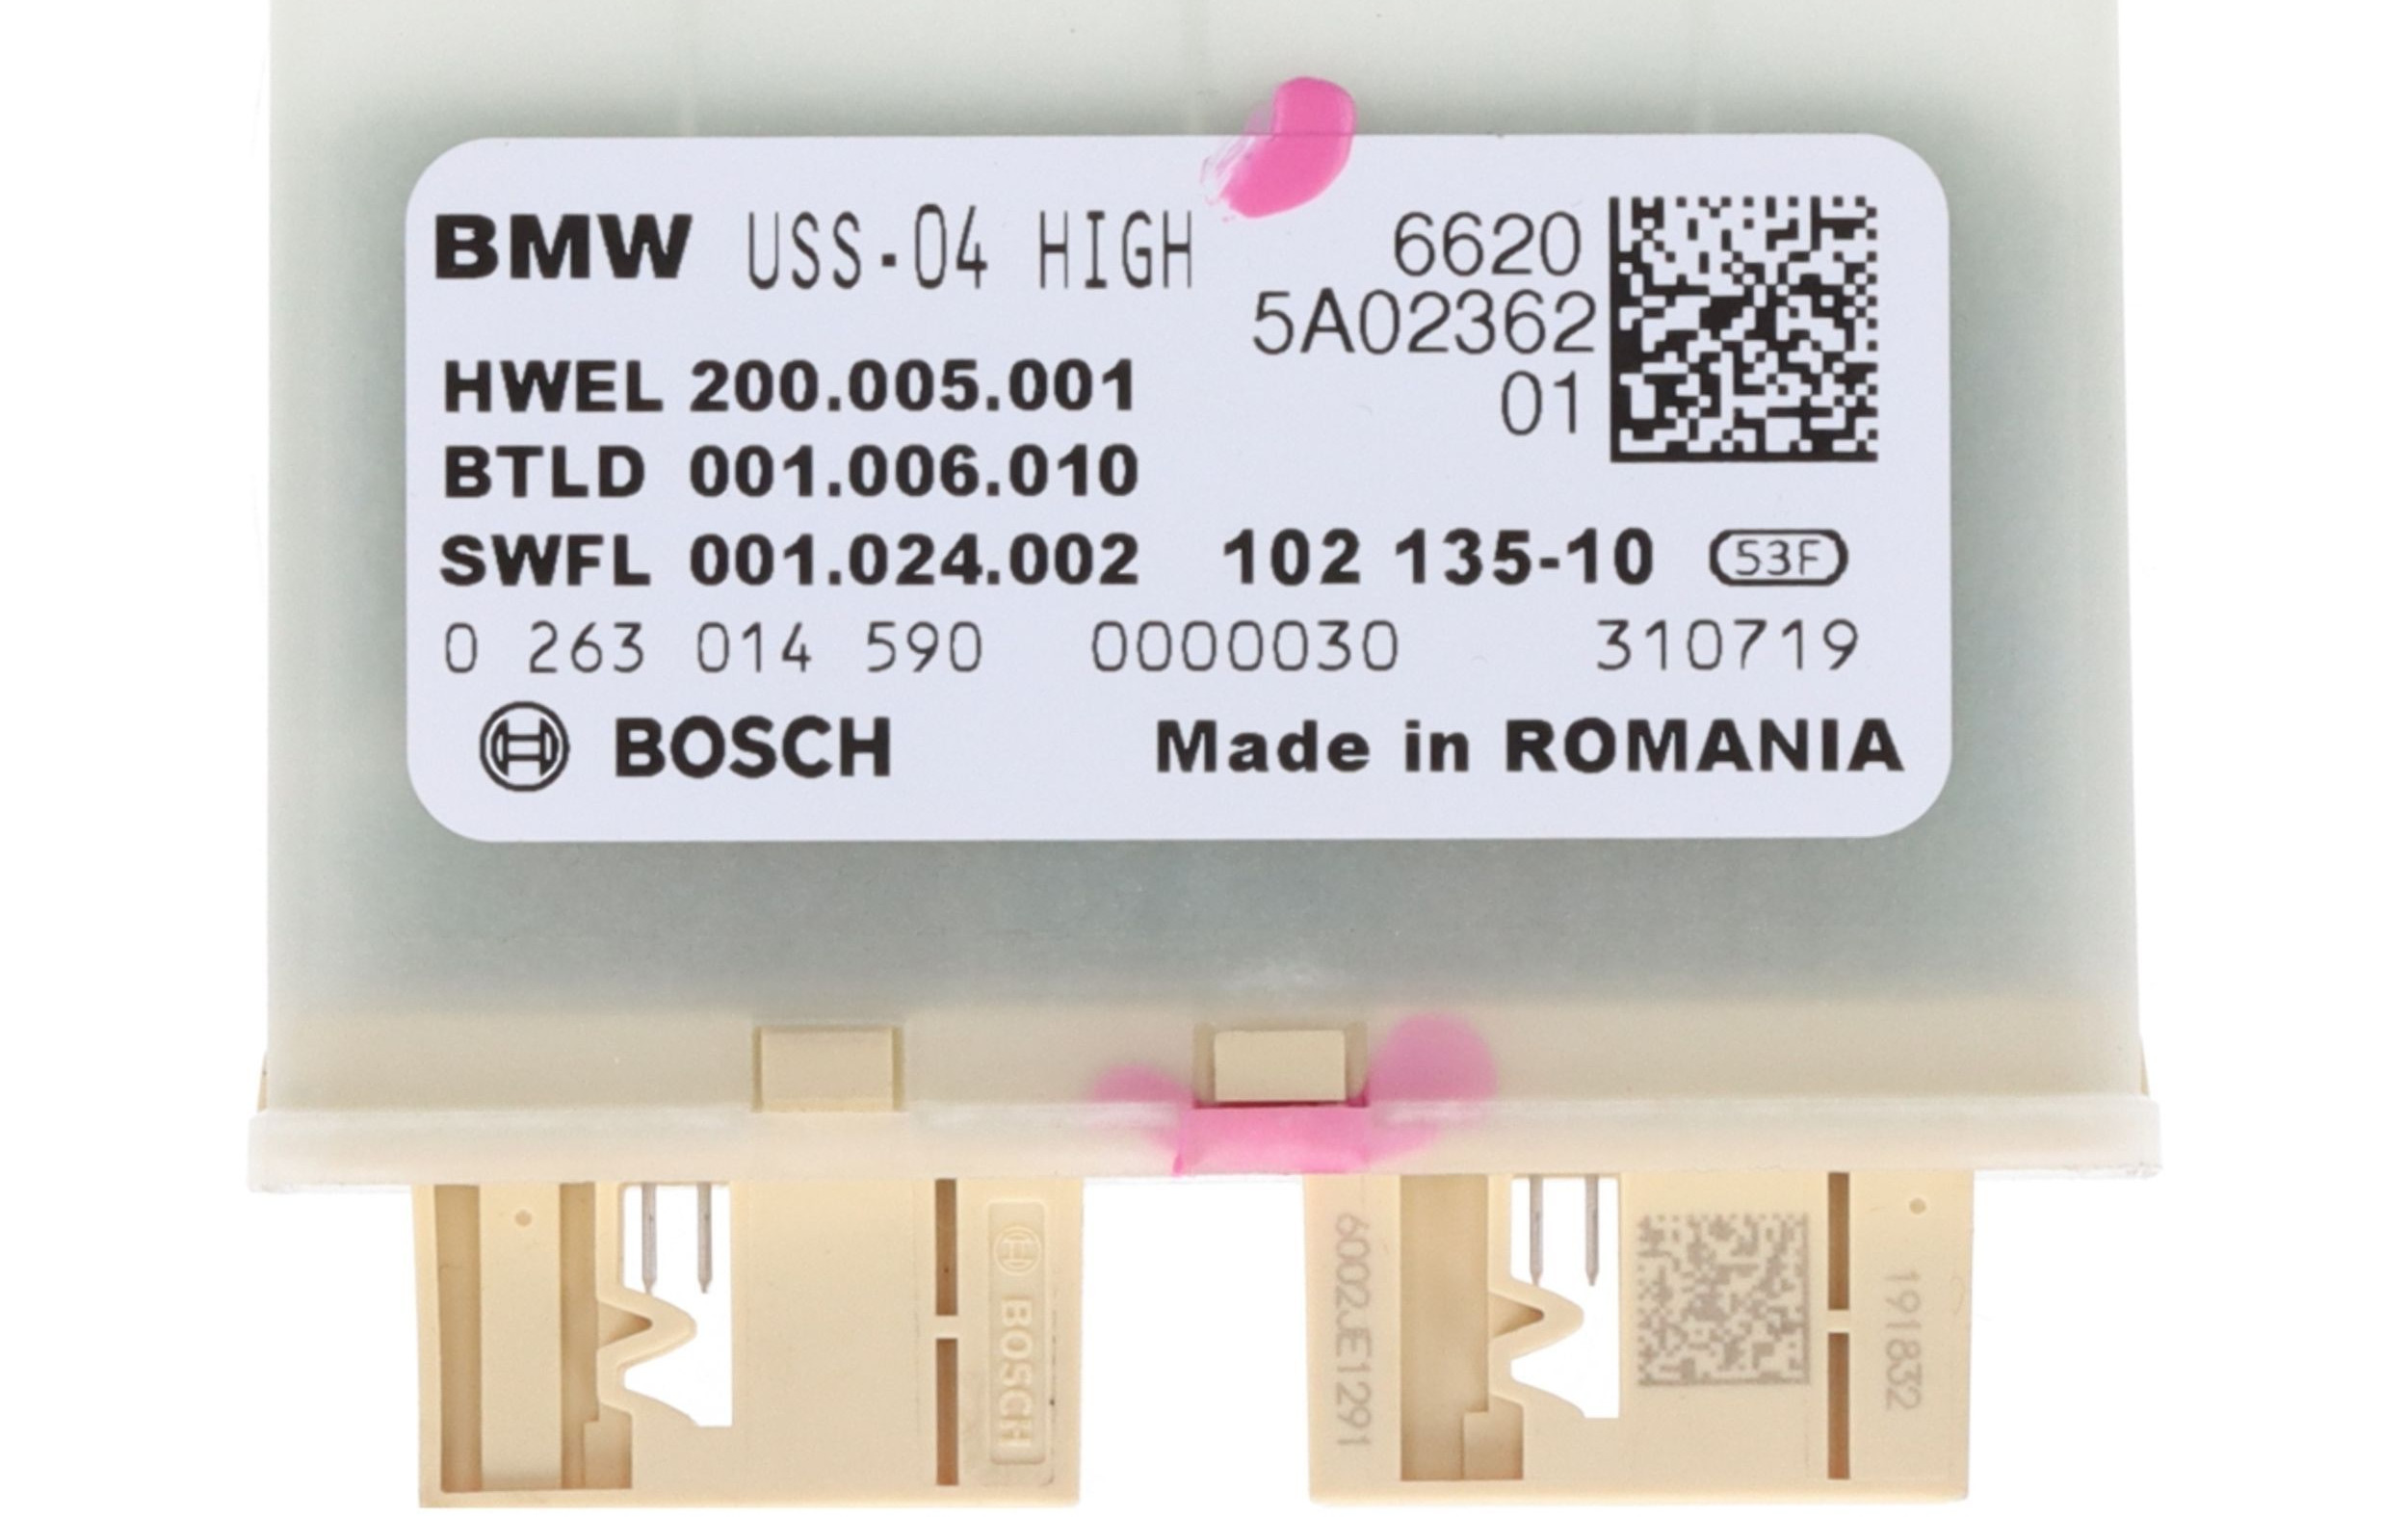 BMW USS-04 HIGH 6620
5A02362
01
HWEL 200.005.001
BTLD 001.006.010
SWFL 001.024.002 102 135-10 53F
0 263 014 590 0000030 310719
BOSCH Made in ROMANIA
BOSCH
6002JE1291
191832